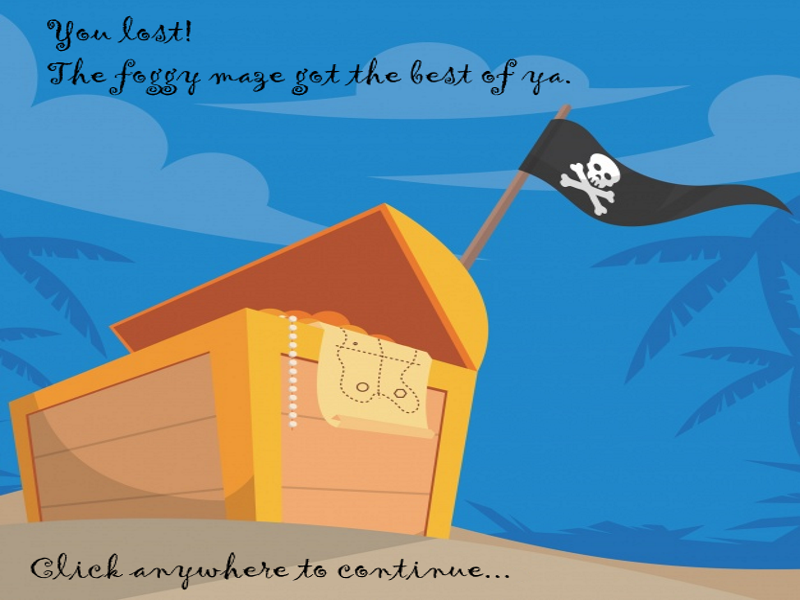 You lost!
The foggy maze got the best of ya.
Click anywhere to continue...